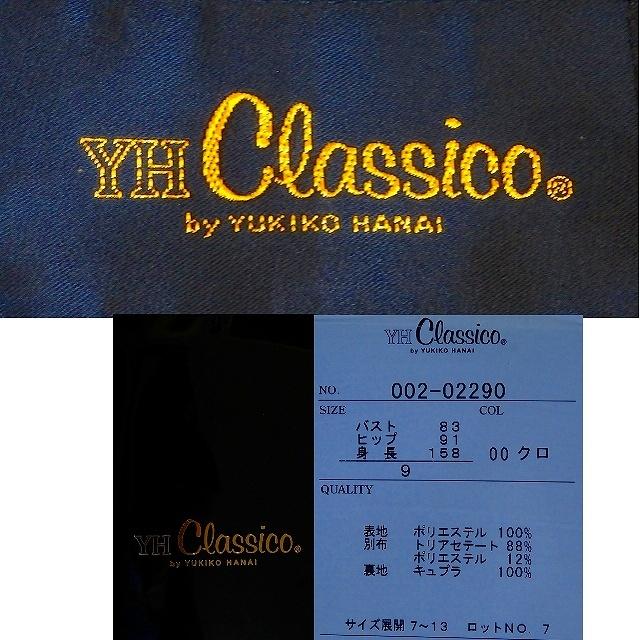 YH Classico®
by YUKIKO HANAI
YH Classico®
by YUKIKO HANAI
YH Classico®
by YUKIKO HANAI
NO. 002-02290
SIZE COL
バスト 83
ヒップ 91
身 長 158 00 クロ
9
QUALITY
表地 ポリエステル 100%
別布 トリアセテート 88%
ポリエステル 12%
裏地 キュプラ 100%
サイズ展開 7~13 ロットNO. 7